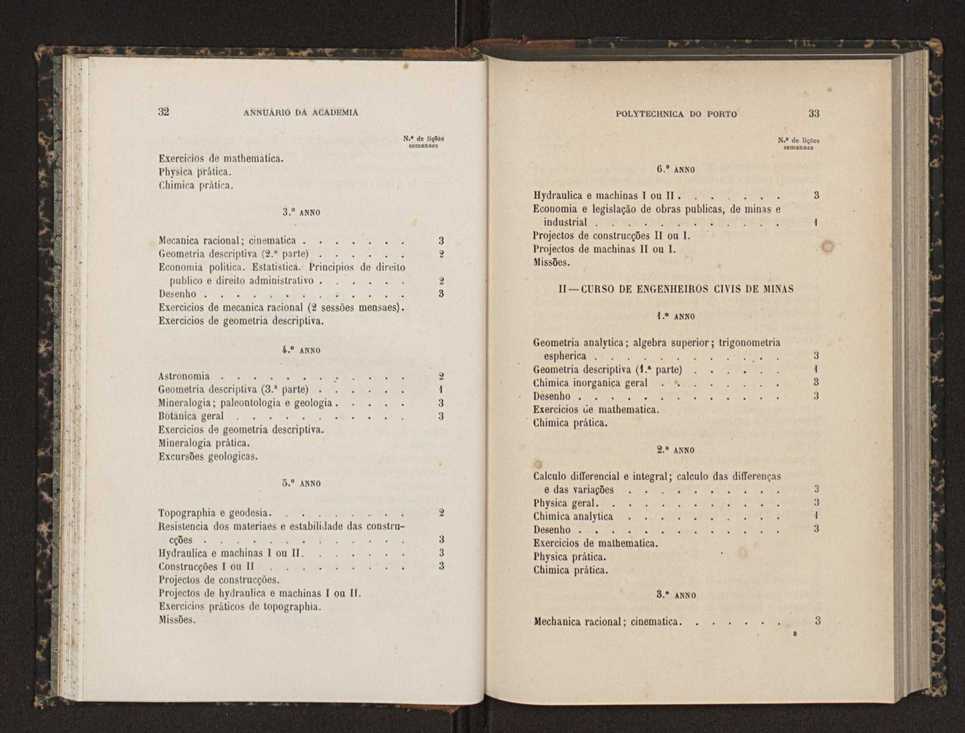 32 ANNUÁRIO DA ACADEMIA
N.º de lições
semanaes
Exercicios de mathemática.
Physica prática.
Chimica prática.
3.º ANNO
Mecanica racional; cinematica . . . . . . . 3
Geometria descriptiva (2.ª parte) . . . . . . 2
Economia politica. Estatistica. Principios de direito
publico e direito administrativo . . . . . . 2
Desenho . . . . . . . . . . . . . 3
Exercicios de mecanica racional (2 sessões mensaes).
Exercicios de geometria descriptiva.
4.º ANNO
Astronomia . . . . . . . . . . . . 2
Geometria descriptiva (3.ª parte) . . . . . . 1
Mineralogia; paleontologia e geologia . . . . . 3
Botânica geral . . . . . . . . . . . 3
Exercicios de geometria descriptiva.
Mineralogia prática.
Excursões geologicas.
5.º ANNO
Topographia e geodesia. . . . . . . . . 2
Resistencia dos materiaes e estabilidade das constru-
cções . . . . . . . . . . . . . 3
Hydraulica e machinas I ou II. . . . . . . 3
Construcções I ou II . . . . . . . . . 3
Projectos de construcções.
Projectos de hydraulica e machinas I ou II.
Exercicios práticos de topographia.
Missões.
POLYTECHNICA DO PORTO 33
N.º de lições
semanaes
6.º ANNO
Hydraulica e machinas I ou II . . . . . . . 3
Economia e legislação de obras publicas, de minas e
industrial . . . . . . . . . . . . 1
Projectos de construcções II ou I.
Projectos de machinas II ou I.
Missões.
II — CURSO DE ENGENHEIROS CIVIS DE MINAS
1.º ANNO
Geometria analytica; algebra superior; trigonometria
espherica . . . . . . . . . . . . 3
Geometria descriptiva (1.ª parte) . . . . . . 1
Chimica inorganica geral . . . . . . . . 3
Desenho . . . . . . . . . . . . . 3
Exercicios de mathematica.
Chimica prática.
2.º ANNO
Calculo differencial e integral; calculo das differenças
e das variações . . . . . . . . . . 3
Physica geral. . . . . . . . . . . . 3
Chimica analytica . . . . . . . . . . 1
Desenho . . . . . . . . . . . . . 3
Exercicios de mathematica.
Physica prática.
Chimica prática.
3.º ANNO
Mechanica racional; cinematica. . . . . . . 3